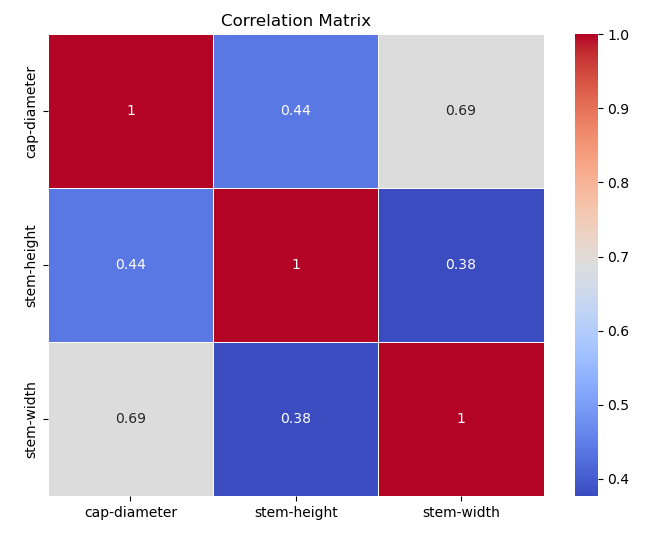 Correlation Matrix
cap-diameter
1
0.44
0.69
stem-height
0.44
1
0.38
stem-width
0.69
0.38
1
cap-diameter
stem-height
stem-width
1.0
0.9
0.8
0.7
0.6
0.5
0.4